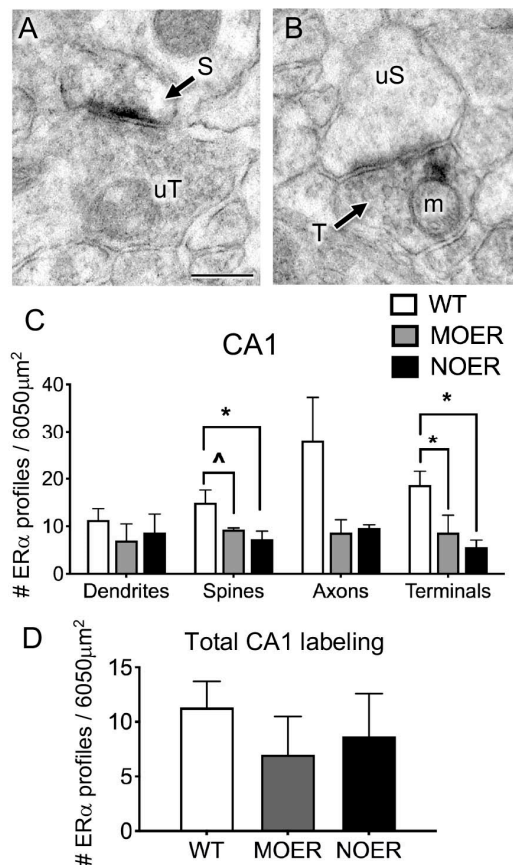 A
S
uT
B
uS
T
m
WT
MOER
NOER
C
CA1
# ERα profiles / 6050μm²
40
30
20
10
0
*
^
*
*
Dendrites
Spines
Axons
Terminals
D
Total CA1 labeling
# ERα profiles / 6050μm²
15
10
5
0
WT
MOER
NOER